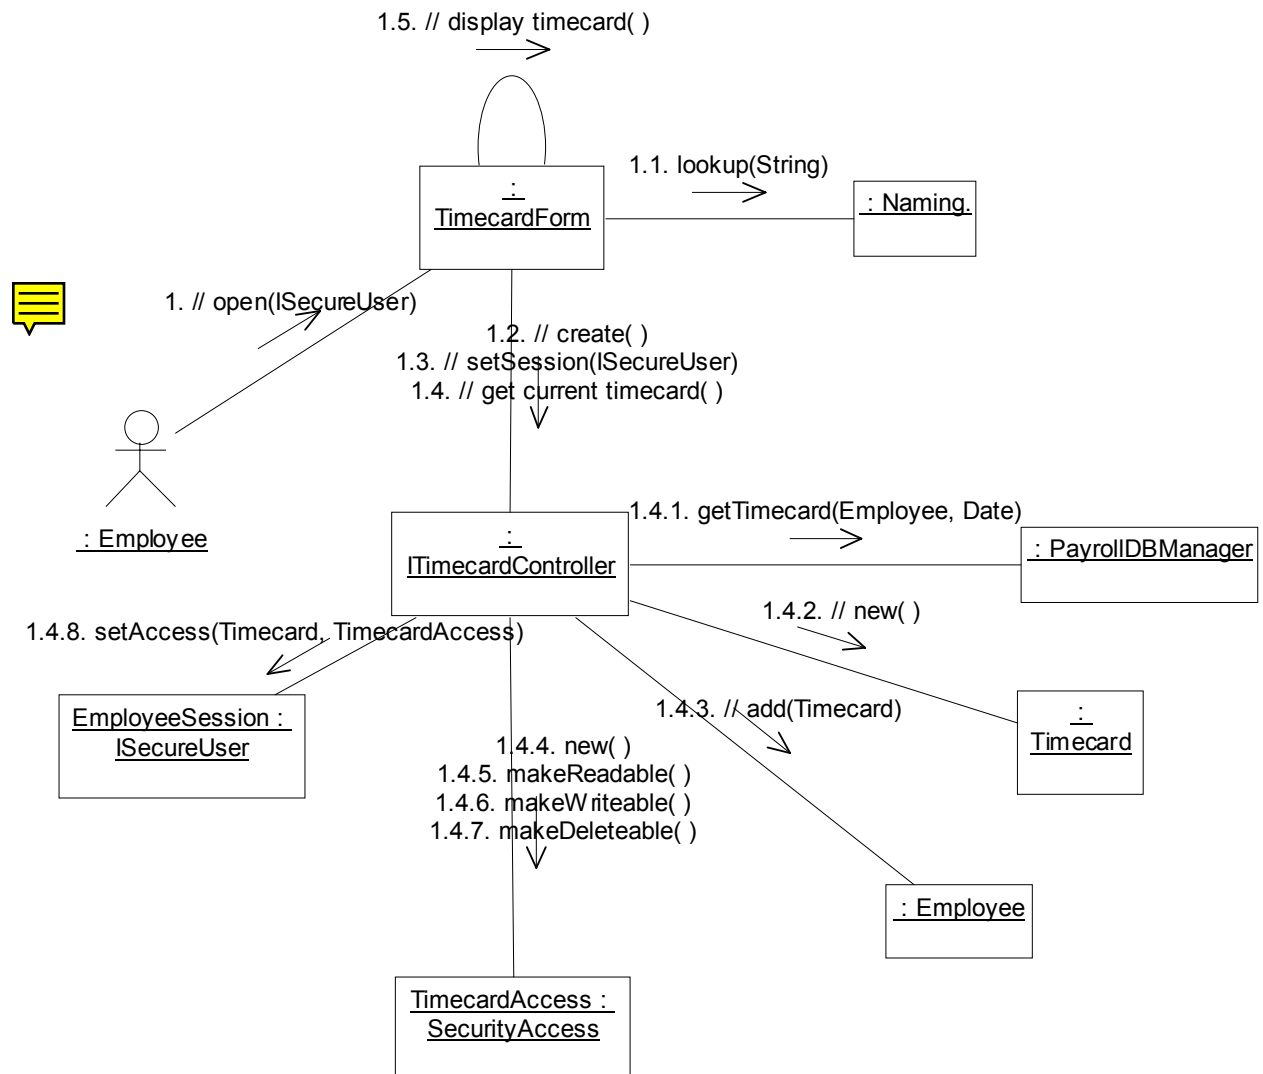 1.5. // display timecard( )
:
TimecardForm
1.1. lookup(String)
: Naming.
1. // open(ISecureUser)
1.2. // create( )
1.3. // setSession(ISecureUser)
1.4. // get current timecard( )
: Employee
:
ITimecardController
1.4.1. getTimecard(Employee, Date)
: PayrollDBManager
1.4.2. // new( )
1.4.8. setAccess(Timecard, TimecardAccess)
EmployeeSession :
ISecureUser
1.4.3. // add(Timecard)
:
Timecard
1.4.4. new( )
1.4.5. makeReadable( )
1.4.6. makeWriteable( )
1.4.7. makeDeleteable( )
: Employee
TimecardAccess :
SecurityAccess